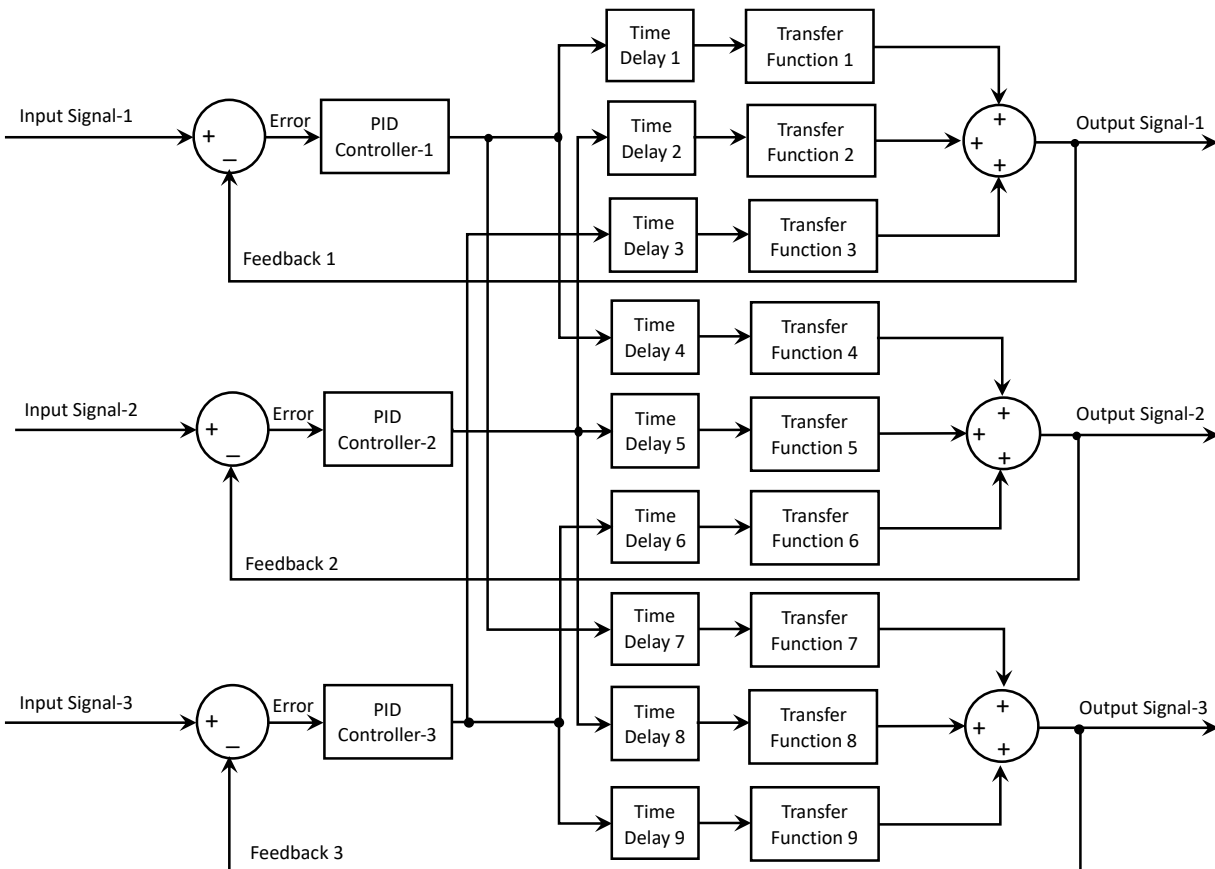 Time
Delay 1
Transfer
Function 1
Input Signal-1
+
−
Error
PID
Controller-1
Time
Delay 2
Transfer
Function 2
+
+
+
Output Signal-1
Time
Delay 3
Transfer
Function 3
Feedback 1
Time
Delay 4
Transfer
Function 4
Input Signal-2
+
−
Error
PID
Controller-2
Time
Delay 5
Transfer
Function 5
+
+
+
Output Signal-2
Time
Delay 6
Transfer
Function 6
Feedback 2
Time
Delay 7
Transfer
Function 7
Input Signal-3
+
−
Error
PID
Controller-3
Time
Delay 8
Transfer
Function 8
+
+
+
Output Signal-3
Time
Delay 9
Transfer
Function 9
Feedback 3